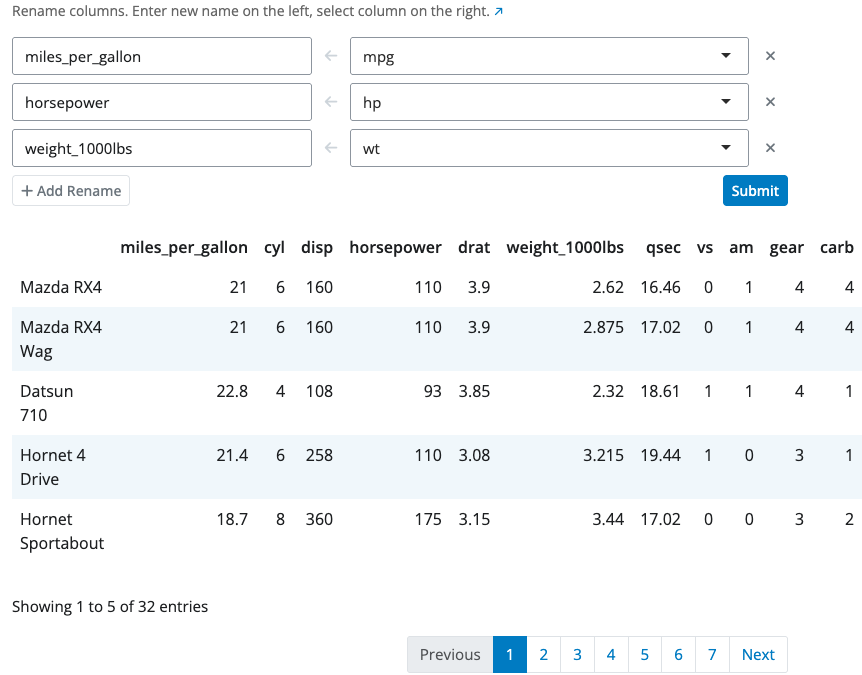 Rename columns. Enter new name on the left, select column on the right. ↗
miles_per_gallon ← mpg ×
horsepower ← hp ×
weight_1000lbs ← wt ×
+ Add Rename Submit
miles_per_gallon cyl disp horsepower drat weight_1000lbs qsec vs am gear carb
Mazda RX4 21 6 160 110 3.9 2.62 16.46 0 1 4 4
Mazda RX4 21 6 160 110 3.9 2.875 17.02 0 1 4 4
Wag
Datsun 22.8 4 108 93 3.85 2.32 18.61 1 1 4 1
710
Hornet 4 21.4 6 258 110 3.08 3.215 19.44 1 0 3 1
Drive
Hornet 18.7 8 360 175 3.15 3.44 17.02 0 0 3 2
Sportabout
Showing 1 to 5 of 32 entries
Previous 1 2 3 4 5 6 7 Next